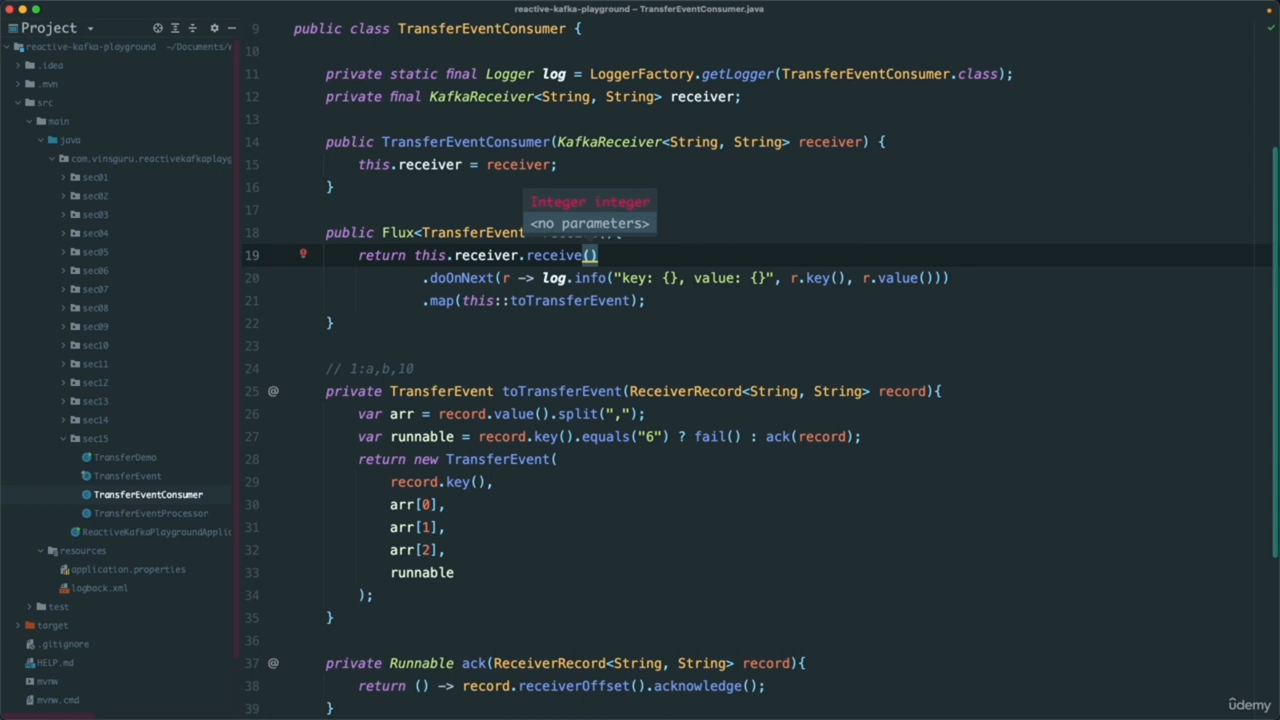 reactive-kafka-playground – TransferEventConsumer.java
Project
reactive-kafka-playground ~/Documents/v
.idea
.mvn
src
main
java
com.vinsguru.reactivekafkaplayg
sec01
sec02
sec03
sec04
sec05
sec06
sec07
sec08
sec09
sec10
sec11
sec12
sec13
sec14
sec15
TransferDemo
TransferEvent
TransferEventConsumer
TransferEventProcessor
ReactiveKafkaPlaygroundApplic
resources
application.properties
logback.xml
test
target
.gitignore
HELP.md
mvnw
mvnw.cmd
9 public class TransferEventConsumer {
10
11 private static final Logger log = LoggerFactory.getLogger(TransferEventConsumer.class);
12 private final KafkaReceiver<String, String> receiver;
13
14 public TransferEventConsumer(KafkaReceiver<String, String> receiver) {
15 this.receiver = receiver;
16 }
17
Integer integer
<no parameters>
18 public Flux<TransferEvent
19 return this.receiver.receive()
20 .doOnNext(r -> log.info("key: {}, value: {}", r.key(), r.value()))
21 .map(this::toTransferEvent);
22 }
23
24 // 1:a,b,10
25 @ private TransferEvent toTransferEvent(ReceiverRecord<String, String> record){
26 var arr = record.value().split(",");
27 var runnable = record.key().equals("6") ? fail() : ack(record);
28 return new TransferEvent(
29 record.key(),
30 arr[0],
31 arr[1],
32 arr[2],
33 runnable
34 );
35 }
36
37 @ private Runnable ack(ReceiverRecord<String, String> record){
38 return () -> record.receiverOffset().acknowledge();
39 }
ûdemy